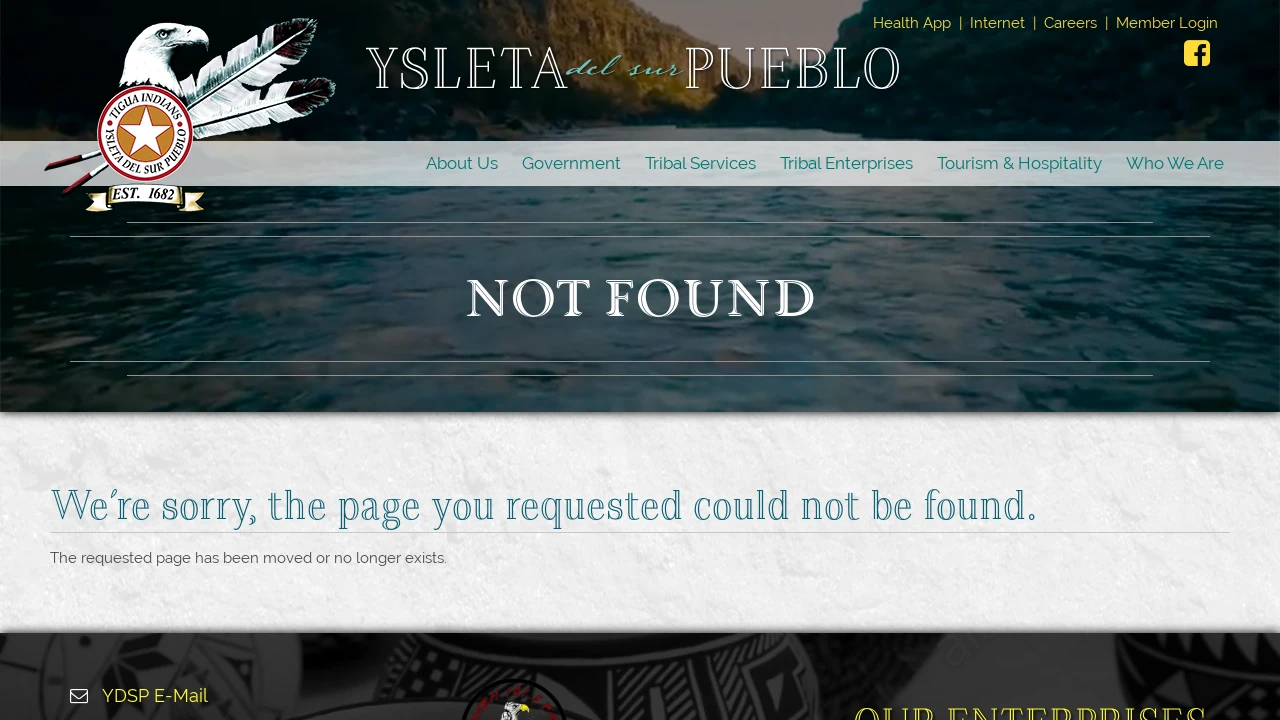 Health App | Internet | Careers | Member Login
YSLETA del sur PUEBLO
TIGUA INDIANS
YSLETA DEL SUR PUEBLO
EST. 1682
About Us Government Tribal Services Tribal Enterprises Tourism & Hospitality Who We Are
NOT FOUND
We're sorry, the page you requested could not be found.
The requested page has been moved or no longer exists.
YDSP E-Mail
OUR ENTERPRISES